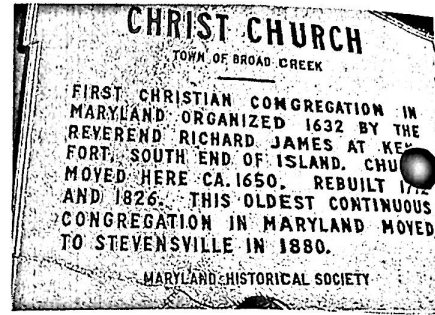 CHRIST CHURCH
TOWN OF BROAD CREEK
FIRST CHRISTIAN CONGREGATION IN
MARYLAND ORGANIZED 1632 BY THE
REVEREND RICHARD JAMES AT
FORT, SOUTH END OF ISLAND.
MOVED HERE CA. 1650. REBUILT
AND 1826. THIS OLDEST CONTINUOUS
CONGREGATION IN MARYLAND MOVED
TO STEVENSVILLE IN 1880.
MARYLAND HISTORICAL SOCIETY